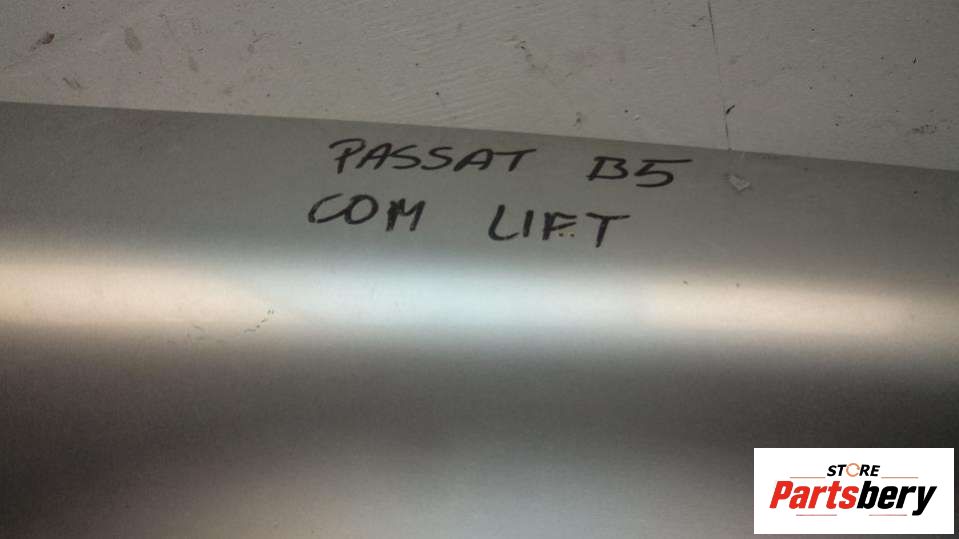 PASSAT B5
COM LIFT
STORE
Partsbery